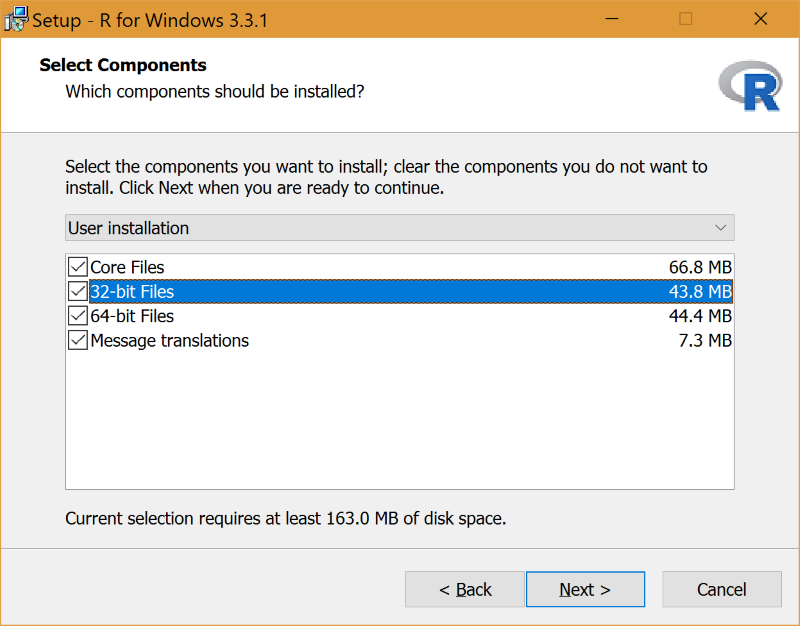 Setup - R for Windows 3.3.1
Select Components
Which components should be installed?
R
Select the components you want to install; clear the components you do not want to
install. Click Next when you are ready to continue.
User installation
Core Files 66.8 MB
32-bit Files 43.8 MB
64-bit Files 44.4 MB
Message translations 7.3 MB
Current selection requires at least 163.0 MB of disk space.
< Back Next > Cancel